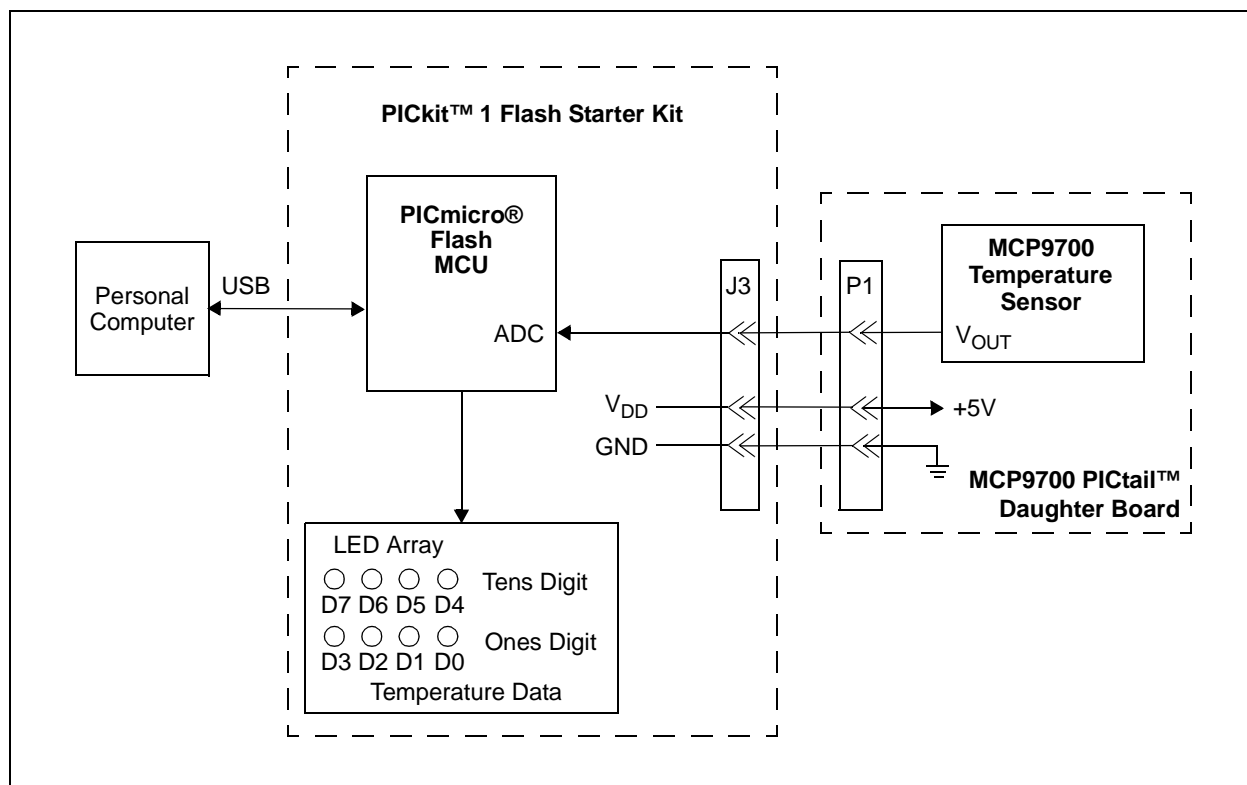 PICkit™ 1 Flash Starter Kit
PICmicro®
Flash
MCU
ADC
Personal
Computer
USB
J3
P1
MCP9700
Temperature
Sensor
VOUT
VDD
+5V
GND
MCP9700 PICtail™
Daughter Board
LED Array
Tens Digit
D7 D6 D5 D4
Ones Digit
D3 D2 D1 D0
Temperature Data